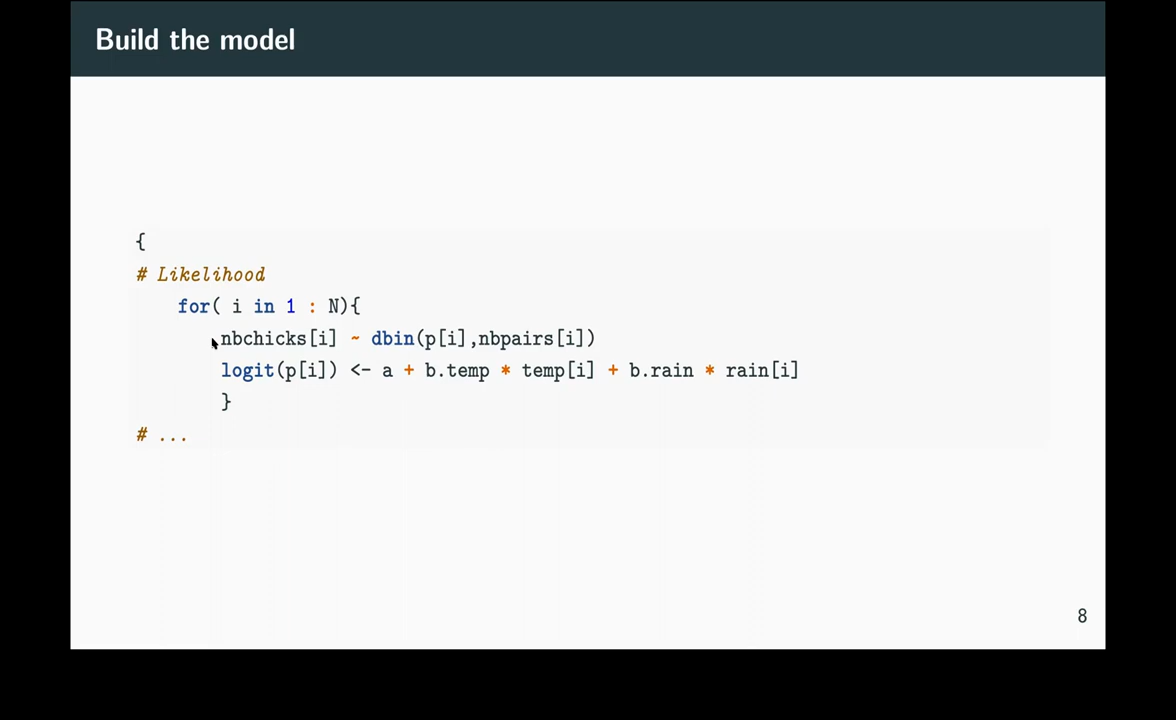 Build the model
{
# Likelihood
for( i in 1 : N){
nbchicks[i] ~ dbin(p[i],nbpairs[i])
logit(p[i]) <- a + b.temp * temp[i] + b.rain * rain[i]
}
# ...
8